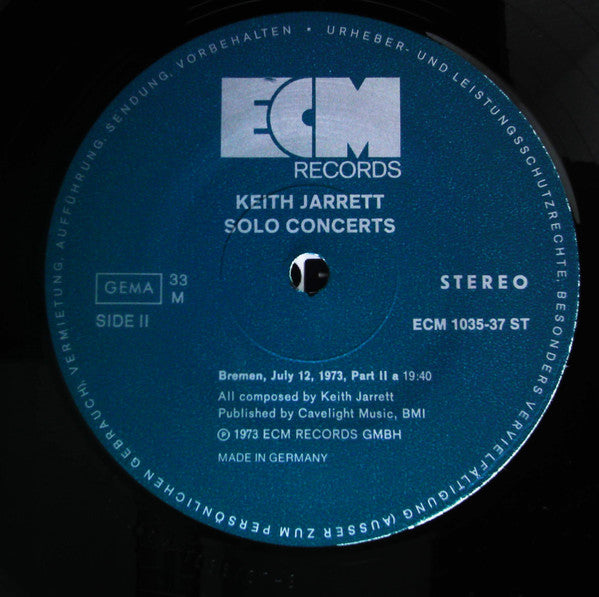 URHEBER- UND LEISTUNGSSCHUTZRECHTE, BESONDERS VERVIELFÄLTIGUNG (AUSSER ZUM PERSÖNLICHEN GEBRAUCH), VERMIETUNG, AUFFÜHRUNG, SENDUNG, VORBEHALTEN *
ECM
RECORDS
KEITH JARRETT
SOLO CONCERTS
GEMA 33 M
STEREO
SIDE II
ECM 1035-37 ST
Bremen, July 12, 1973, Part II a 19:40
All composed by Keith Jarrett
Published by Cavelight Music, BMI
℗ 1973 ECM RECORDS GMBH
MADE IN GERMANY